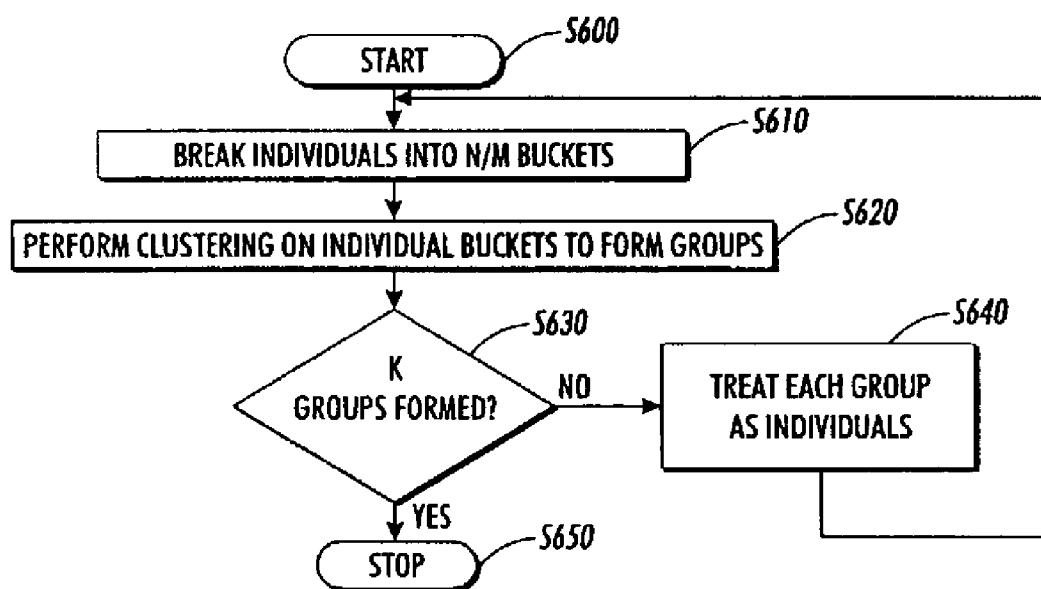 START
S600
S610
BREAK INDIVIDUALS INTO N/M BUCKETS
S620
PERFORM CLUSTERING ON INDIVIDUAL BUCKETS TO FORM GROUPS
S630
K
GROUPS FORMED?
NO
S640
TREAT EACH GROUP
AS INDIVIDUALS
YES
STOP
S650